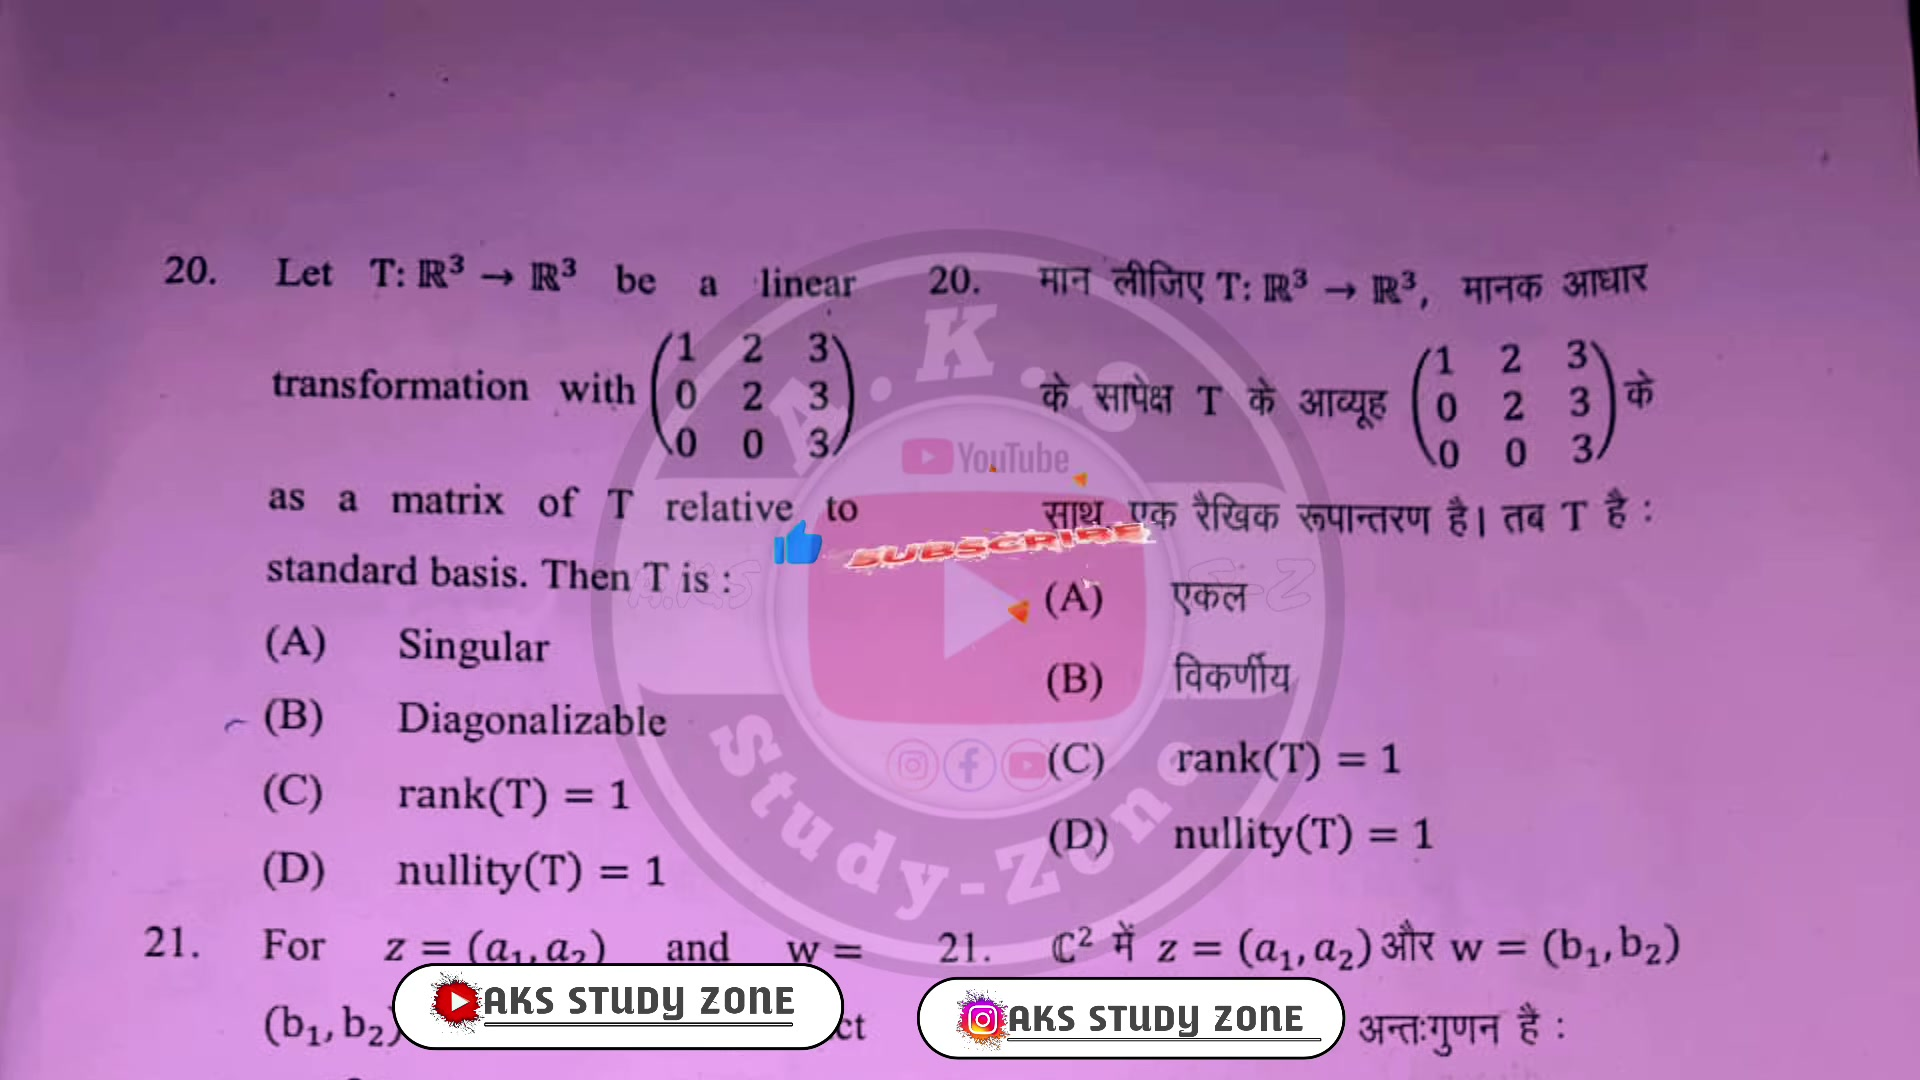 20. Let T: ℝ³ → ℝ³ be a linear
transformation with (1 2 3
0 2 3
0 0 3)
as a matrix of T relative to
standard basis. Then T is :
(A) Singular
(B) Diagonalizable
(C) rank(T) = 1
(D) nullity(T) = 1
21. For z = (a₁, a₂) and w =
(b₁, b₂)
ct
20. मान लीजिए T: ℝ³ → ℝ³, मानक आधार
के सापेक्ष T के आव्यूह (1 2 3
0 2 3
0 0 3) के
साथ एक रैखिक रूपान्तरण है। तब T है :
(A) एकल
(B) विकर्णीय
(C) rank(T) = 1
(D) nullity(T) = 1
21. ℂ² में z = (a₁, a₂) और w = (b₁, b₂)
अन्तःगुणन है :
A.K.S
YouTube
SUBSCRIBE
Study-Zone
AKS STUDY ZONE
AKS STUDY ZONE